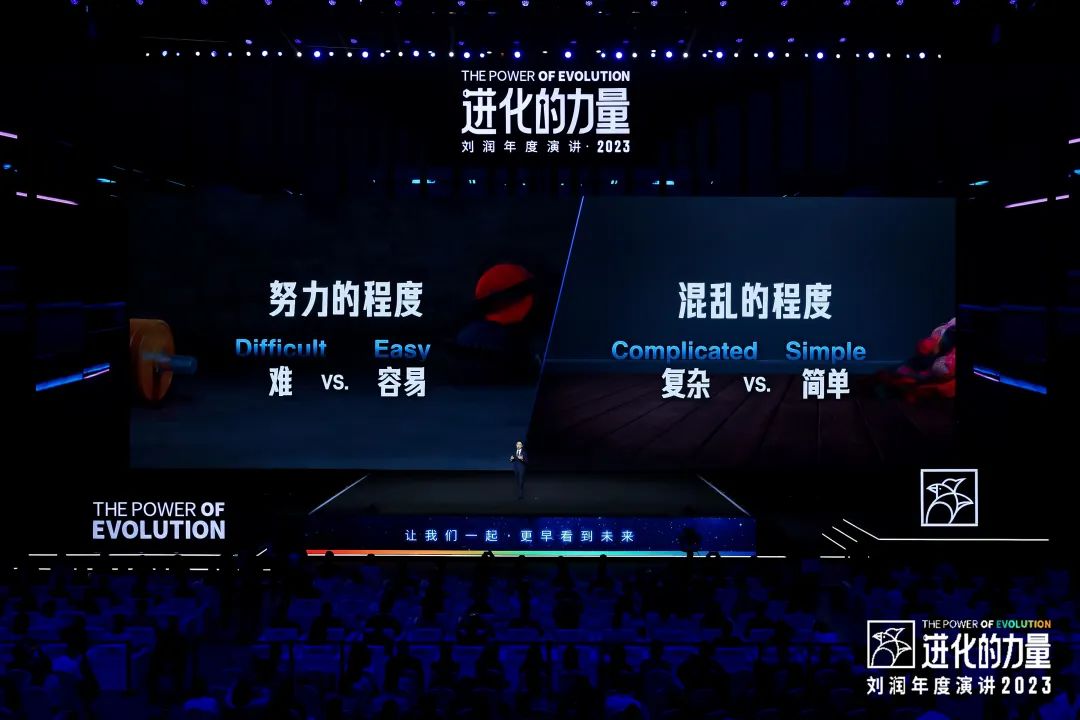 THE POWER OF EVOLUTION
进化的力量
刘润年度演讲·2023
努力的程度
Difficult Easy
难 VS. 容易
混乱的程度
Complicated Simple
复杂 VS. 简单
THE POWER OF
EVOLUTION
让我们一起·更早看到未来
THE POWER OF EVOLUTION
进化的力量
刘润年度演讲2023